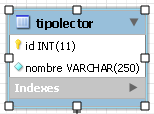 tipolector
id INT(11)
nombre VARCHAR(250)
Indexes